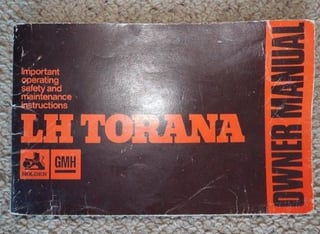 Important
operating
safety and
maintenance
instructions
LH TORANA
HOLDEN
GMH
OWNER MANUAL